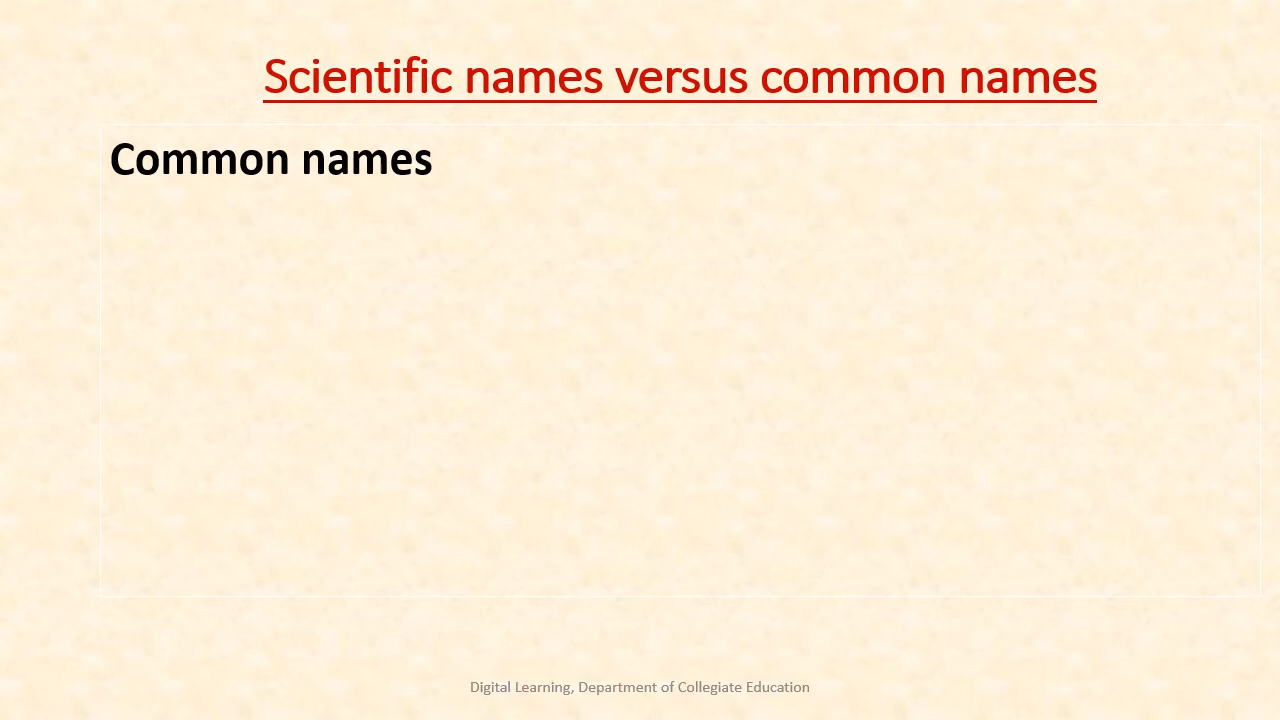 Scientific names versus common names
Common names
Digital Learning, Department of Collegiate Education